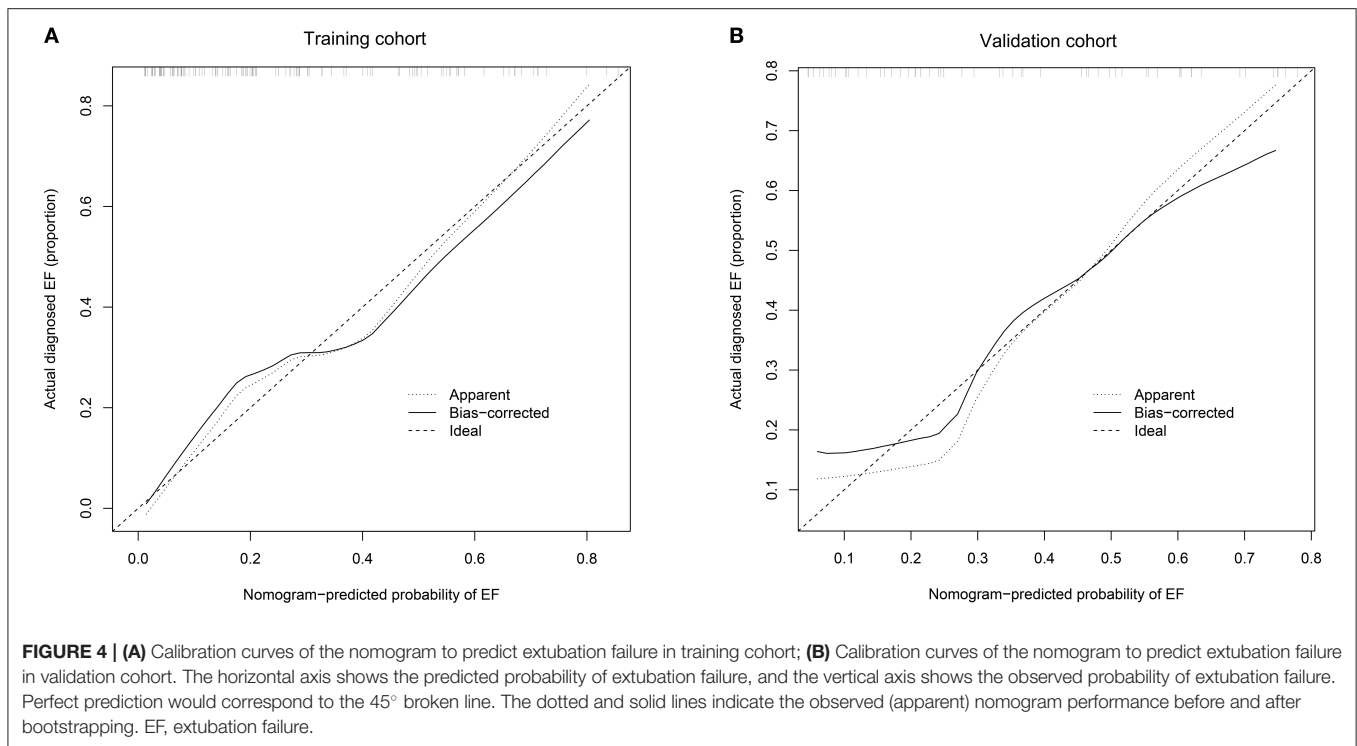 A
Training cohort
0.8
0.6
0.4
0.2
0.0
Actual diagnosed EF (proportion)
Apparent
Bias−corrected
Ideal
0.0 0.2 0.4 0.6 0.8
Nomogram−predicted probability of EF
B
Validation cohort
0.8
0.7
0.6
0.5
0.4
0.3
0.2
0.1
Actual diagnosed EF (proportion)
Apparent
Bias−corrected
Ideal
0.1 0.2 0.3 0.4 0.5 0.6 0.7 0.8
Nomogram−predicted probability of EF
FIGURE 4 | (A) Calibration curves of the nomogram to predict extubation failure in training cohort; (B) Calibration curves of the nomogram to predict extubation failure
in validation cohort. The horizontal axis shows the predicted probability of extubation failure, and the vertical axis shows the observed probability of extubation failure.
Perfect prediction would correspond to the 45° broken line. The dotted and solid lines indicate the observed (apparent) nomogram performance before and after
bootstrapping. EF, extubation failure.